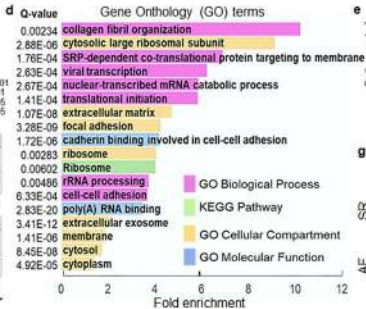 d Q-value Gene Onthology (GO) terms e
0.00234 collagen fibril organization
2.88E-06 cytosolic large ribosomal subunit
1.76E-04 SRP-dependent co-translational protein targeting to membrane
2.63E-04 viral transcription
2.67E-04 nuclear-transcribed mRNA catabolic process
1.41E-04 translational initiation
1.07E-08 extracellular matrix
3.28E-09 focal adhesion
1.72E-06 cadherin binding involved in cell-cell adhesion
0.00283 ribosome
0.00602 Ribosome
0.00486 rRNA processing
6.33E-04 cell-cell adhesion
2.83E-20 poly(A) RNA binding
3.41E-12 extracellular exosome
1.41E-06 membrane
8.45E-08 cytosol
4.92E-05 cytoplasm
GO Biological Process
KEGG Pathway
GO Cellular Compartment
GO Molecular Function
0 2 4 6 8 10 12
Fold enrichment
g
SR